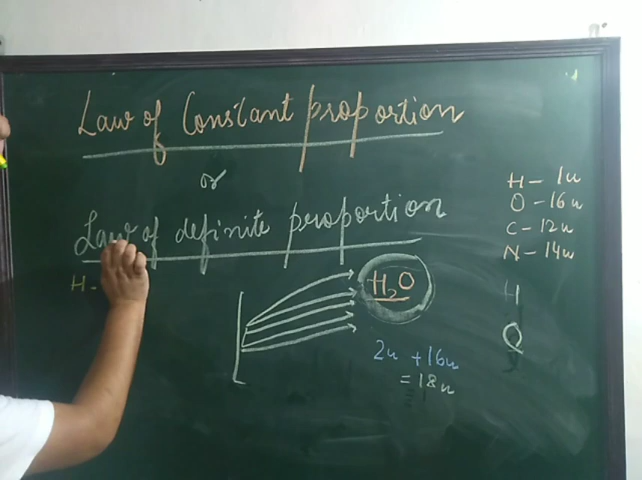 Law of Constant proportion
or
Law of definite proportion
H -
H₂O
2u + 16u
= 18u
H - 1u
O - 16u
C - 12u
N - 14u
H
O